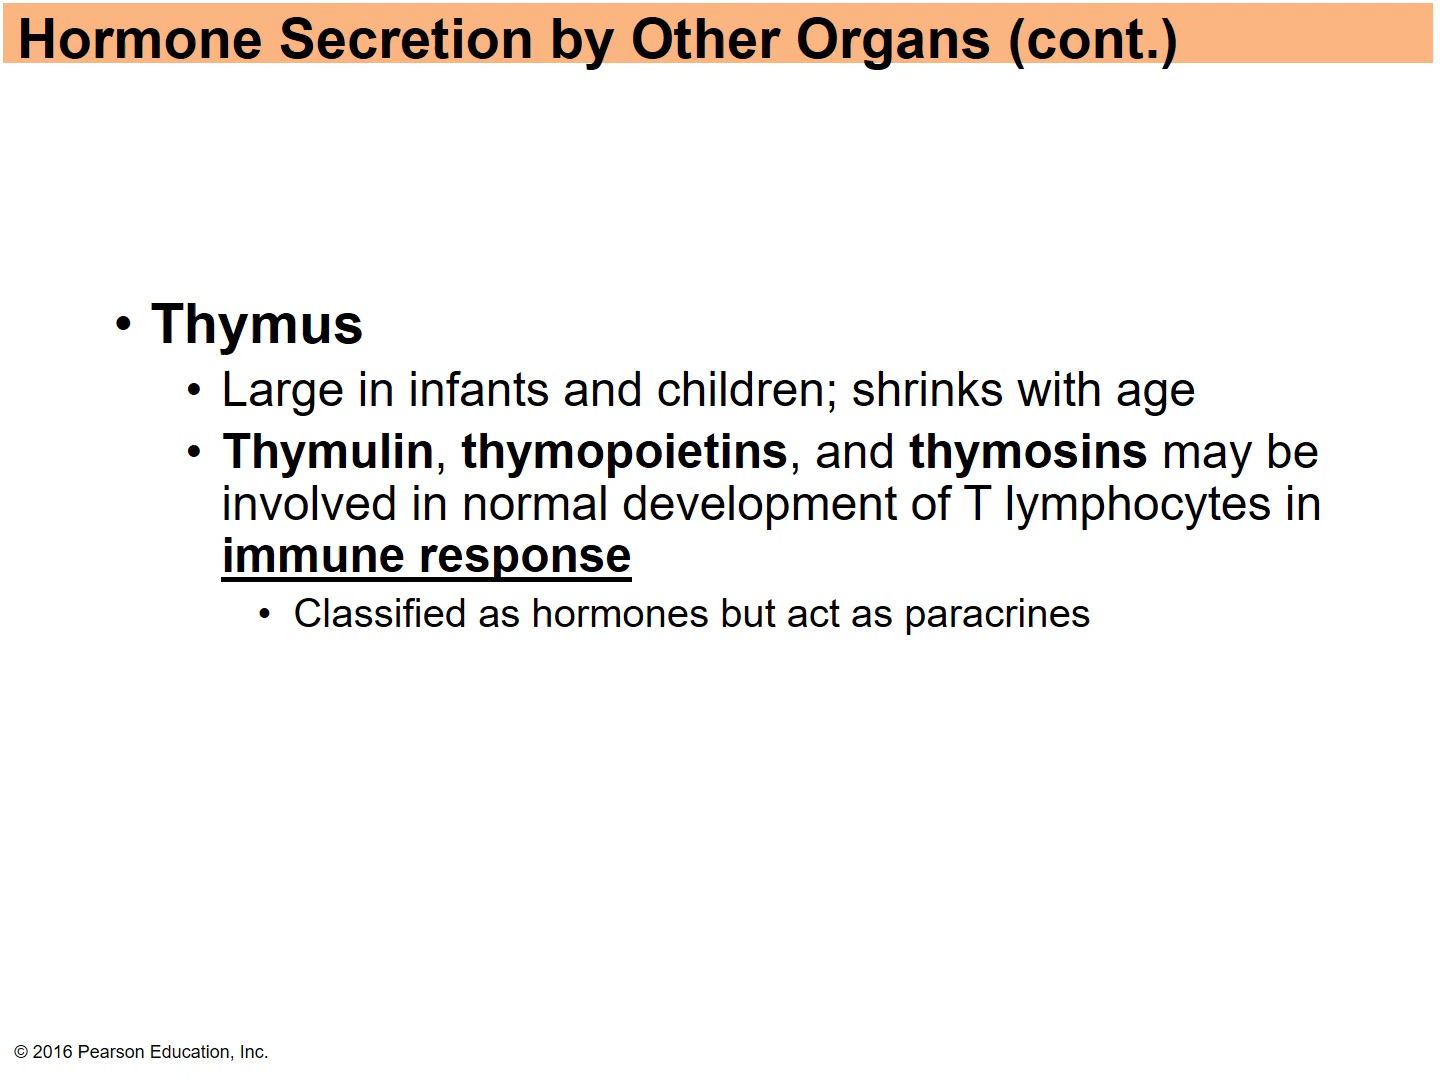 Hormone Secretion by Other Organs (cont.)
• Thymus
• Large in infants and children; shrinks with age
• Thymulin, thymopoietins, and thymosins may be
involved in normal development of T lymphocytes in
immune response
• Classified as hormones but act as paracrines
© 2016 Pearson Education, Inc.